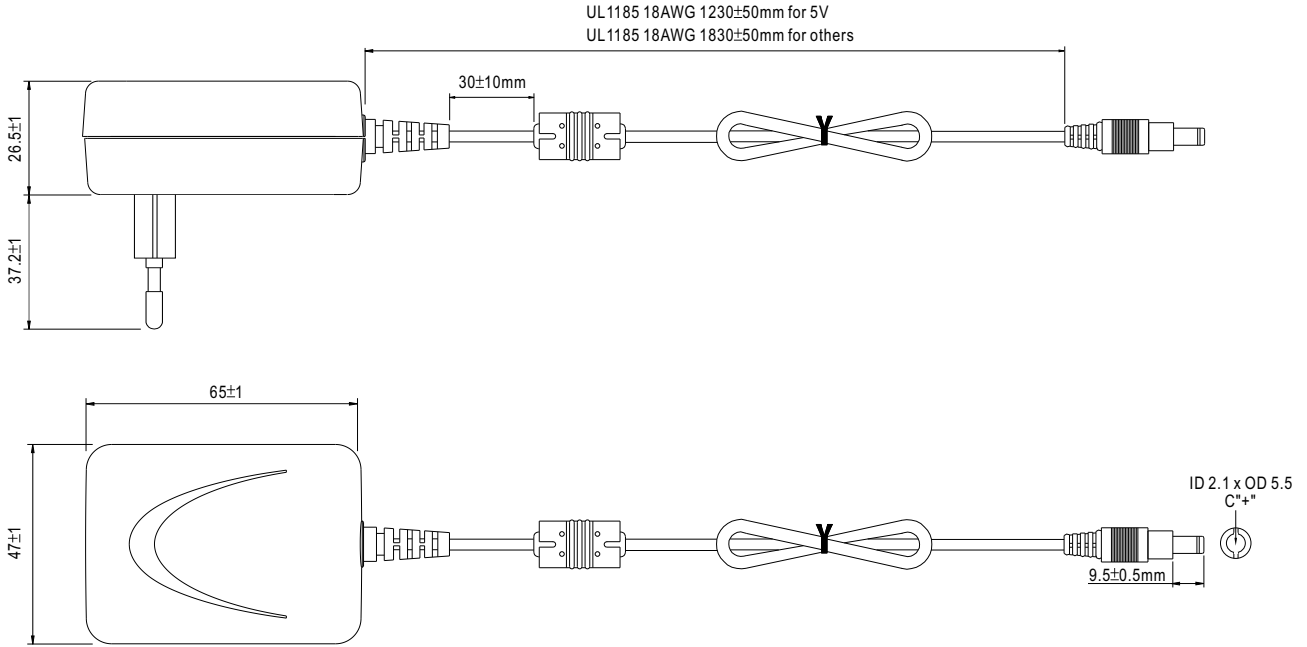 UL1185 18AWG 1230±50mm for 5V
UL1185 18AWG 1830±50mm for others
30±10mm
26.5±1
37.2±1
65±1
47±1
ID 2.1 x OD 5.5
C"+"
9.5±0.5mm